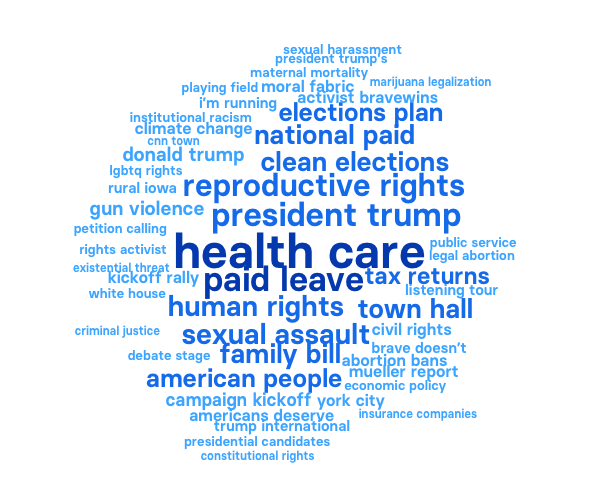 sexual harassment
president trump's
maternal mortality
marijuana legalization
playing field
moral fabric
i'm running
activist bravewins
institutional racism
elections plan
climate change
national paid
cnn town
donald trump
clean elections
lgbtq rights
rural iowa
reproductive rights
gun violence
president trump
petition calling
rights activist
health care
public service
legal abortion
existential threat
kickoff rally
paid leave
tax returns
white house
listening tour
human rights
town hall
criminal justice
sexual assault
civil rights
debate stage
family bill
brave doesn't
abortion bans
american people
mueller report
economic policy
campaign kickoff
york city
americans deserve
insurance companies
trump international
presidential candidates
constitutional rights